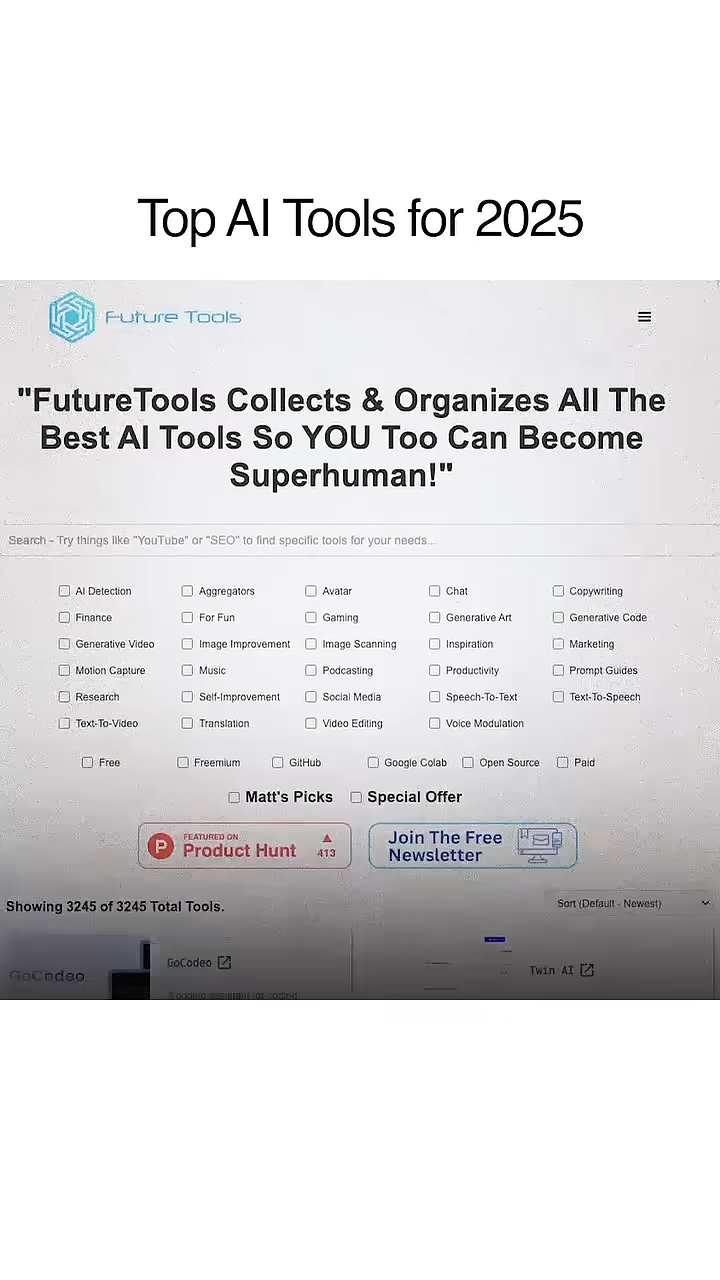 Top AI Tools for 2025
Future Tools
"FutureTools Collects & Organizes All The
Best AI Tools So YOU Too Can Become
Superhuman!"
Search - Try things like "YouTube" or "SEO" to find specific tools for your needs...
AI Detection Aggregators Avatar Chat Copywriting
Finance For Fun Gaming Generative Art Generative Code
Generative Video Image Improvement Image Scanning Inspiration Marketing
Motion Capture Music Podcasting Productivity Prompt Guides
Research Self-Improvement Social Media Speech-To-Text Text-To-Speech
Text-To-Video Translation Video Editing Voice Modulation
Free Freemium GitHub Google Colab Open Source Paid
Matt's Picks Special Offer
FEATURED ON
Product Hunt 413
Join The Free
Newsletter
Showing 3245 of 3245 Total Tools.
Sort (Default - Newest)
GoCodeo
GoCodeo
Twin AI